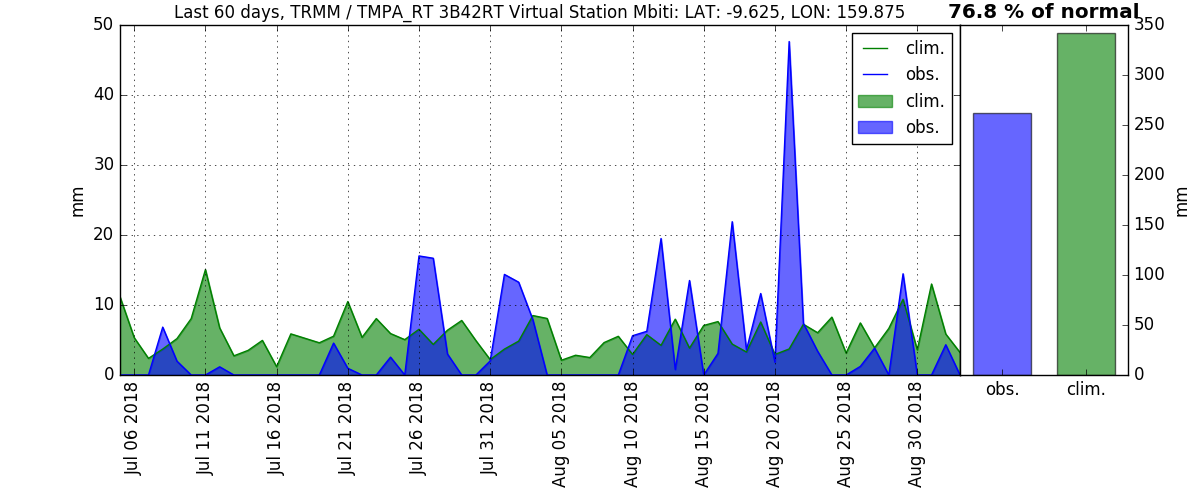 Last 60 days, TRMM / TMPA_RT 3B42RT Virtual Station Mbiti: LAT: -9.625, LON: 159.875
76.8 % of normal
50
40
30
20
10
0
mm
clim.
obs.
clim.
obs.
350
300
250
200
150
100
50
0
mm
obs.
clim.
Jul 06 2018
Jul 11 2018
Jul 16 2018
Jul 21 2018
Jul 26 2018
Jul 31 2018
Aug 05 2018
Aug 10 2018
Aug 15 2018
Aug 20 2018
Aug 25 2018
Aug 30 2018